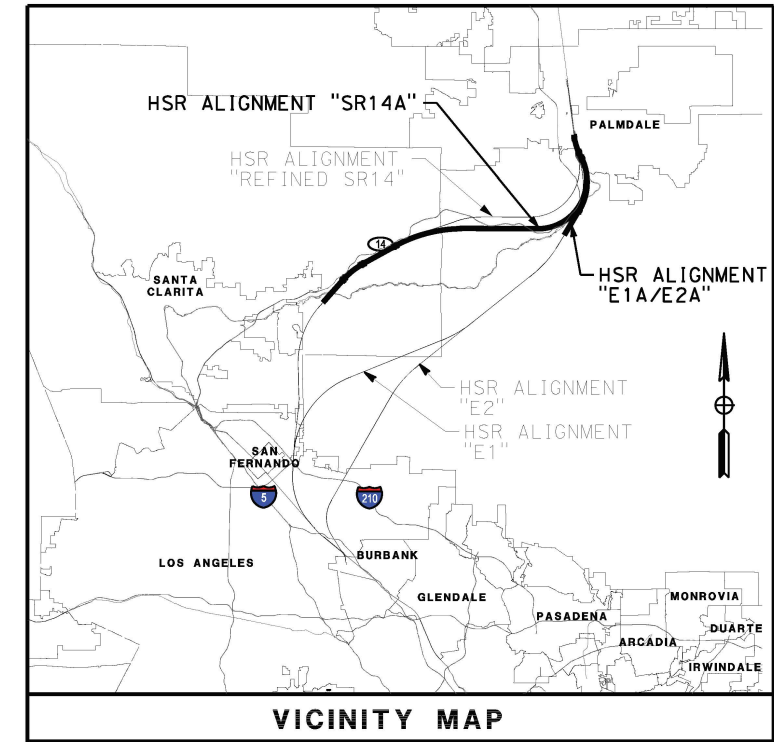 HSR ALIGNMENT "SR14A"
PALMDALE
HSR ALIGNMENT
"REFINED SR14"
14
HSR ALIGNMENT
"E1A/E2A"
SANTA
CLARITA
HSR ALIGNMENT
"E2"
HSR ALIGNMENT
"E1"
SAN
FERNANDO
5
210
LOS ANGELES
BURBANK
GLENDALE
PASADENA
MONROVIA
DUARTE
ARCADIA
IRWINDALE
VICINITY MAP